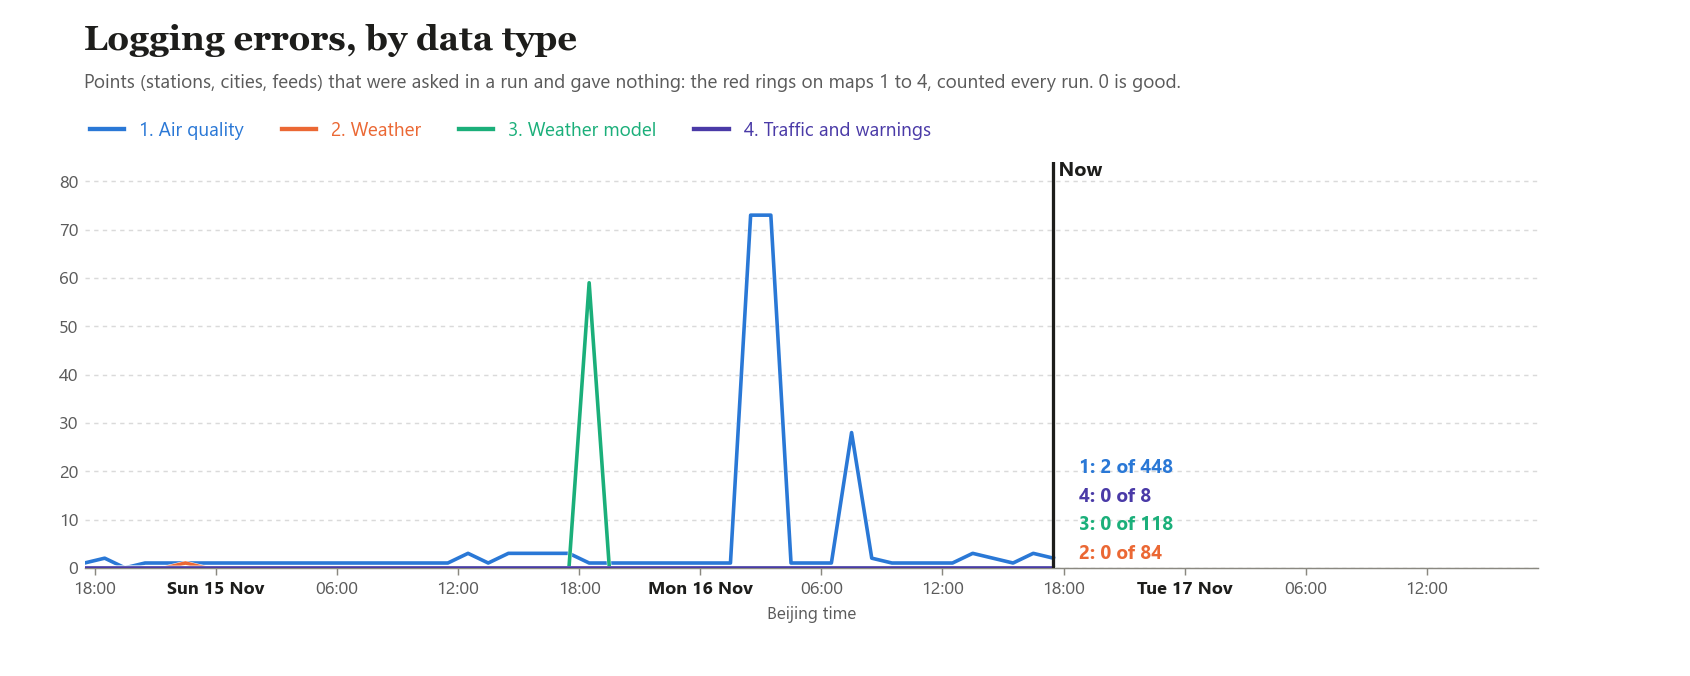 Logging errors, by data type
Points (stations, cities, feeds) that were asked in a run and gave nothing: the red rings on maps 1 to 4, counted every run. 0 is good.
1. Air quality 2. Weather 3. Weather model 4. Traffic and warnings
Now
80
70
60
50
40
30
20
10
0
1: 2 of 448
4: 0 of 8
3: 0 of 118
2: 0 of 84
18:00 Sun 15 Nov 06:00 12:00 18:00 Mon 16 Nov 06:00 12:00 18:00 Tue 17 Nov 06:00 12:00
Beijing time